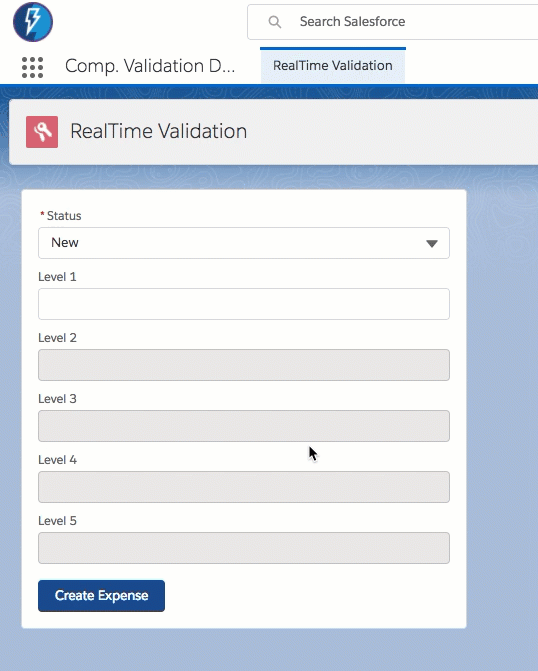 Search Salesforce
Comp. Validation D...
RealTime Validation
RealTime Validation
*Status
New
Level 1
Level 2
Level 3
Level 4
Level 5
Create Expense